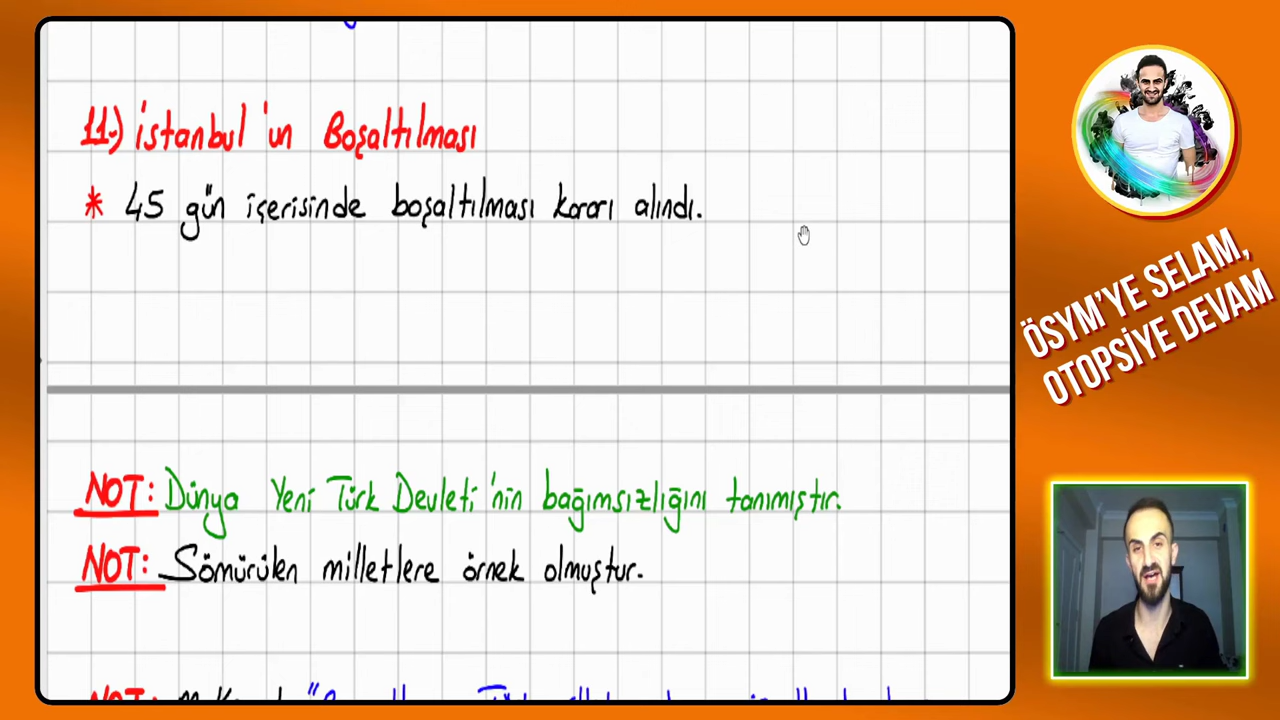 11-) İstanbul'un Boşaltılması
* 45 gün içerisinde boşaltılması kararı alındı.
NOT: Dünya Yeni Türk Devleti'nin bağımsızlığını tanımıştır.
NOT: Sömürülen milletlere örnek olmuştur.
NOT:
ÖSYM'YE SELAM,
OTOPSİYE DEVAM